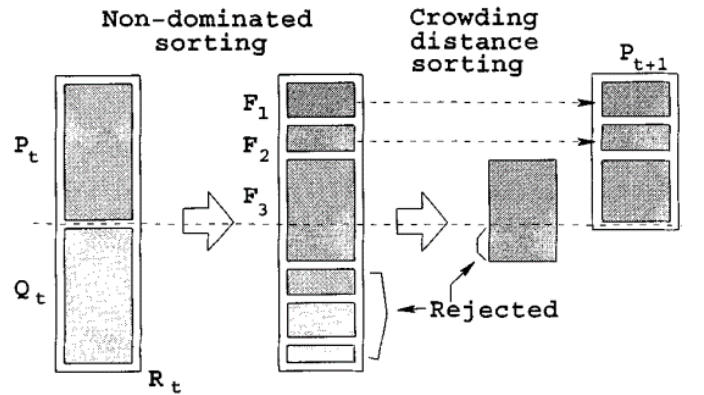 Non-dominated
sorting
Crowding
distance
sorting
P t+1
F 1
P t
F 2
F 3
Q t
Rejected
R t